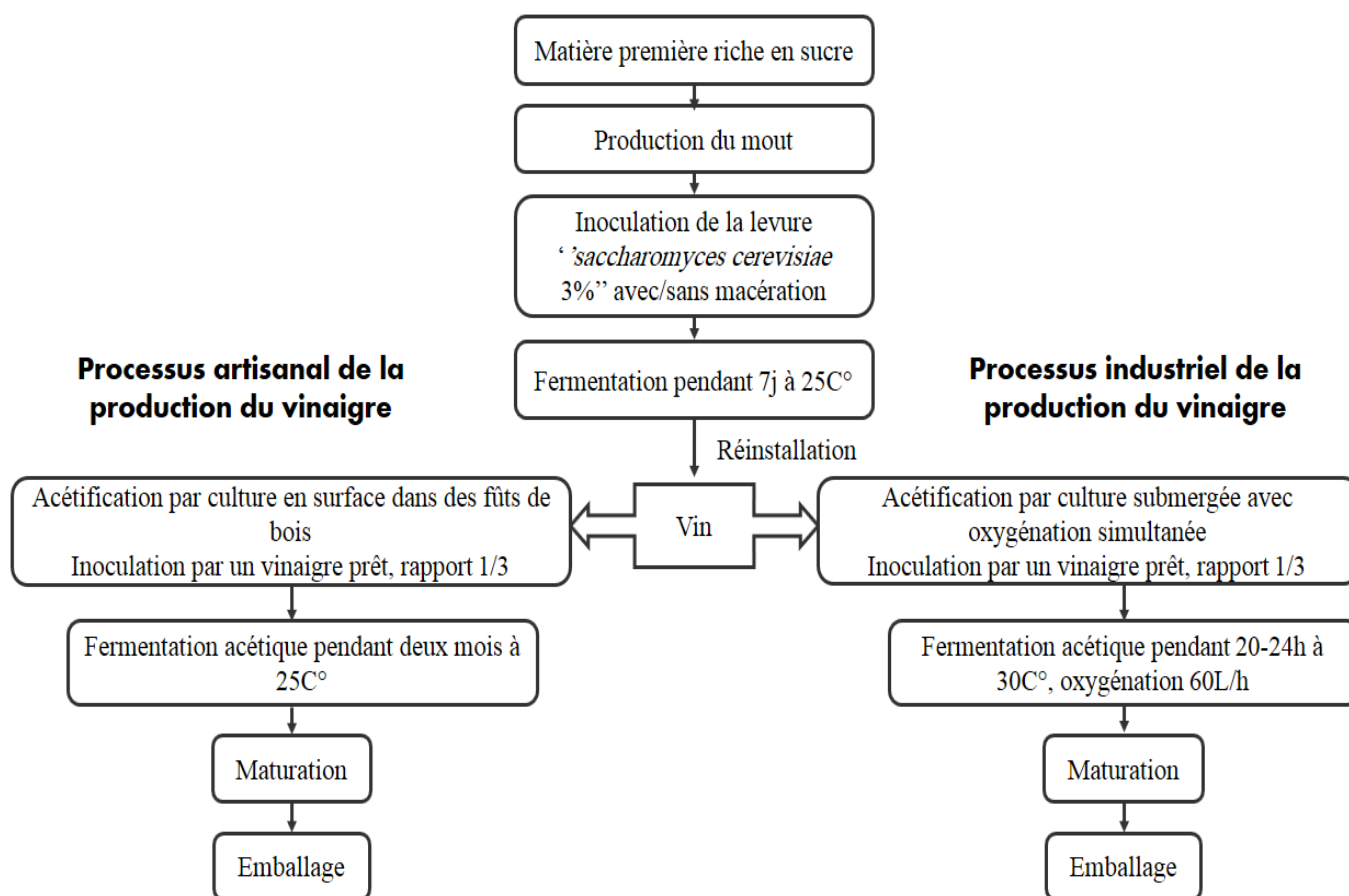 Matière première riche en sucre
Production du mout
Inoculation de la levure
‘ ’saccharomyces cerevisiae
3%’’ avec/sans macération
Fermentation pendant 7j à 25C°
Réinstallation
Vin
Processus artisanal de la
production du vinaigre
Acétification par culture en surface dans des fûts de
bois
Inoculation par un vinaigre prêt, rapport 1/3
Fermentation acétique pendant deux mois à
25C°
Maturation
Emballage
Processus industriel de la
production du vinaigre
Acétification par culture submergée avec
oxygénation simultanée
Inoculation par un vinaigre prêt, rapport 1/3
Fermentation acétique pendant 20-24h à
30C°, oxygénation 60L/h
Maturation
Emballage